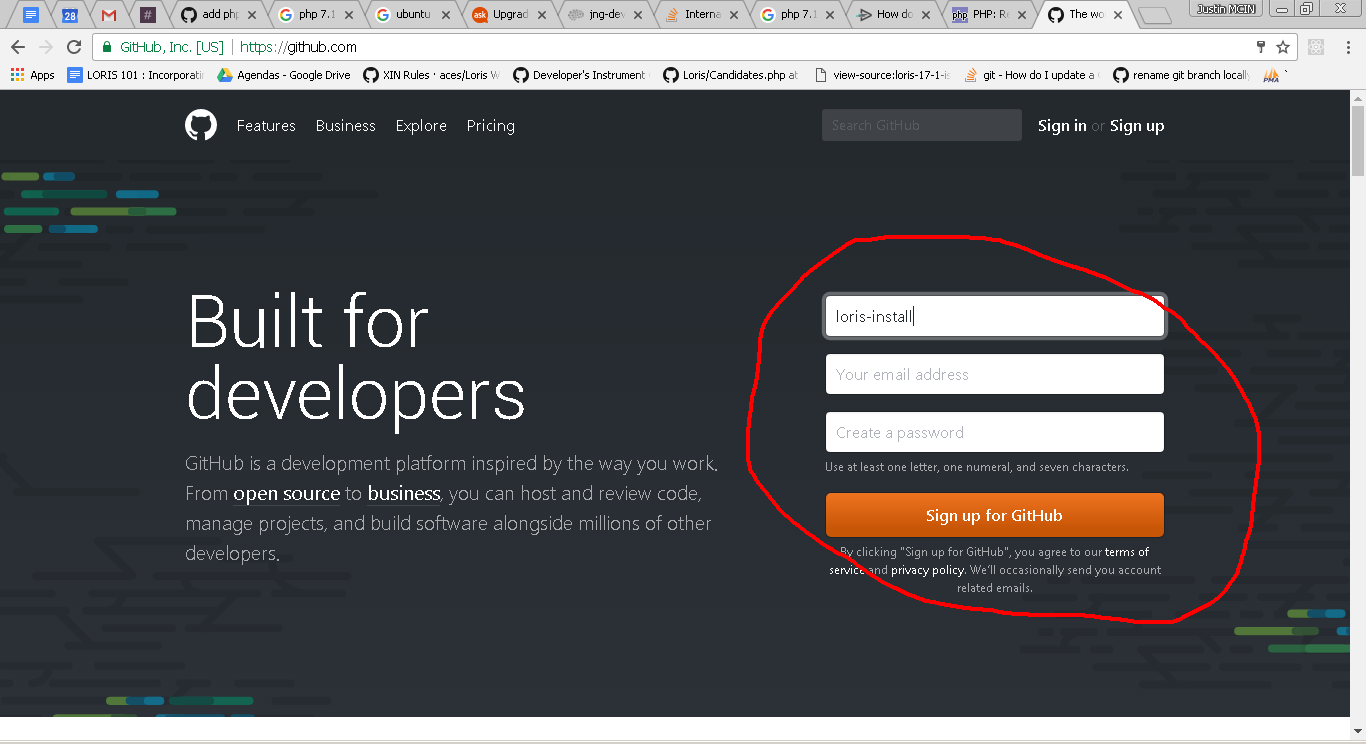 28
#
add php
php 7.1
ubuntu
ask
Upgrad
jng-dev
Interna
php 7.1
How do
php
PHP: Re
The wo
Justin MCIN
GitHub, Inc. [US]
https://github.com
Apps
LORIS 101 : Incorporati
Agendas - Google Drive
XIN Rules · aces/Loris W
Developer's Instrument
Loris/Candidates.php at
view-source:loris-17-1-is
git - How do I update a
rename git branch locally
PMA
Features Business Explore Pricing
Search GitHub
Sign in or Sign up
loris-install
Built for
developers
Your email address
Create a password
Use at least one letter, one numeral, and seven characters.
GitHub is a development platform inspired by the way you work.
From open source to business, you can host and review code,
manage projects, and build software alongside millions of other
developers.
Sign up for GitHub
By clicking "Sign up for GitHub", you agree to our terms of
service and privacy policy. We'll occasionally send you account
related emails.